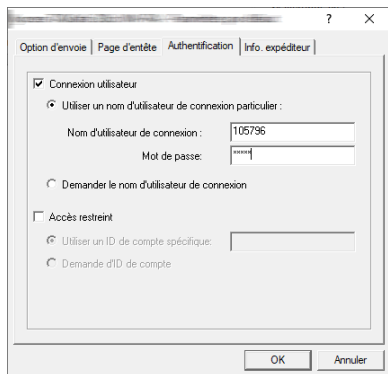 ? ×
Option d'envoie Page d'entête Authentification Info. expéditeur
Connexion utilisateur
Utiliser un nom d'utilisateur de connexion particulier :
Nom d'utilisateur de connexion : 105796
Mot de passe: *****
Demander le nom d'utilisateur de connexion
Accès restreint
Utiliser un ID de compte spécifique:
Demande d'ID de compte
OK Annuler